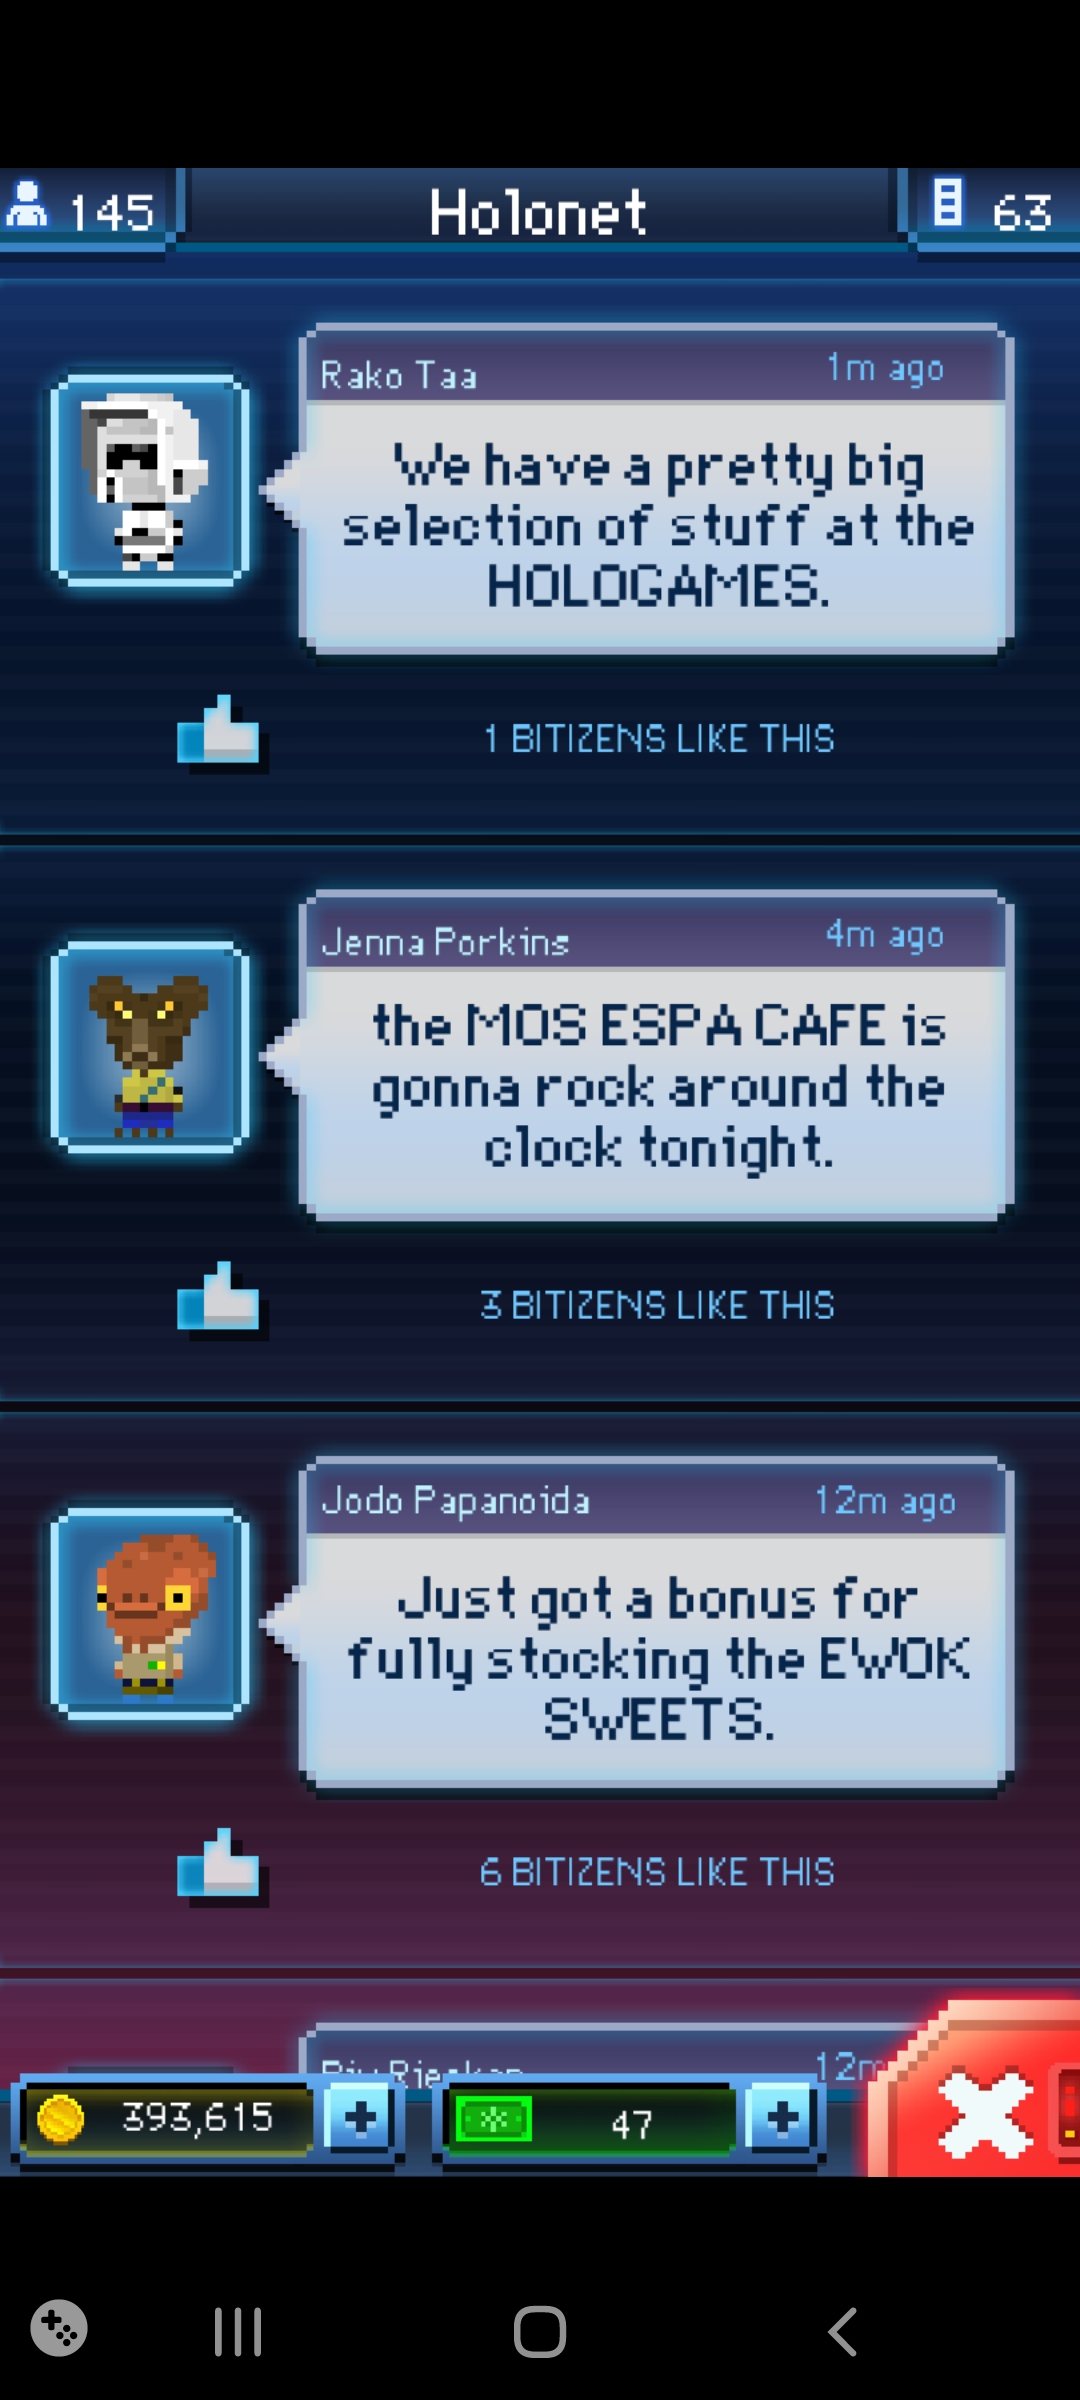 145
Holonet
63
Rako Taa
1m ago
We have a pretty big
selection of stuff at the
HOLOGAMES.
1 BITIZENS LIKE THIS
Jenna Porkins
4m ago
the MOS ESPA CAFE is
gonna rock around the
clock tonight.
3 BITIZENS LIKE THIS
Jodo Papanoida
12m ago
Just got a bonus for
fully stocking the EWOK
SWEETS.
6 BITIZENS LIKE THIS
12m
393,615
47